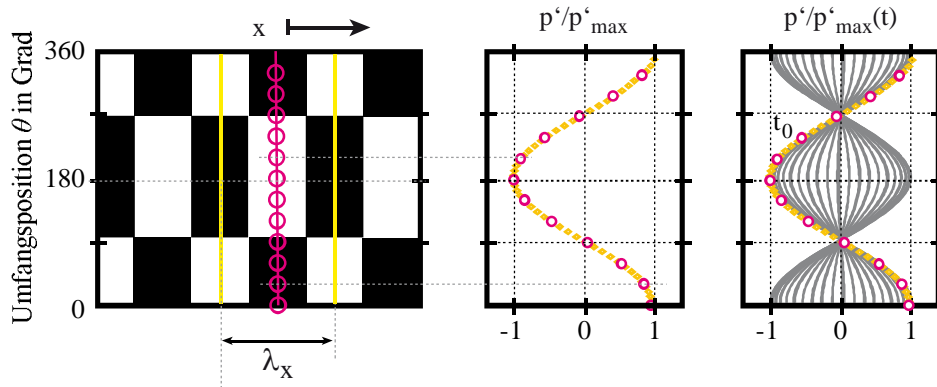 x
p‘/p‘max
p‘/p‘max(t)
Umfangsposition θ in Grad
360
180
0
t0
-1 0 1
-1 0 1
λx